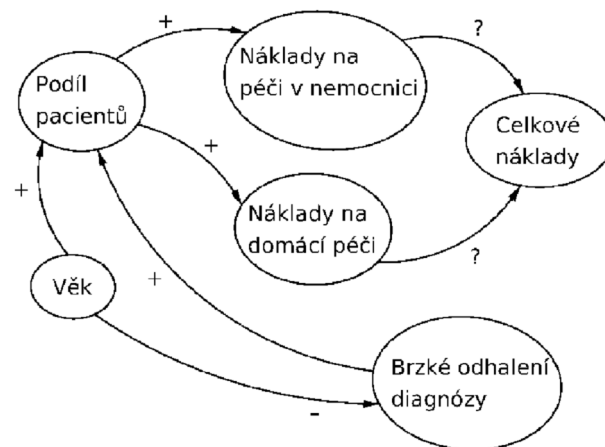 +
?
Podíl
pacientů
Náklady na
péči v nemocnici
Celkové
náklady
+
+
Náklady na
domácí péči
?
Věk
+
Brzké odhalení
diagnózy
-